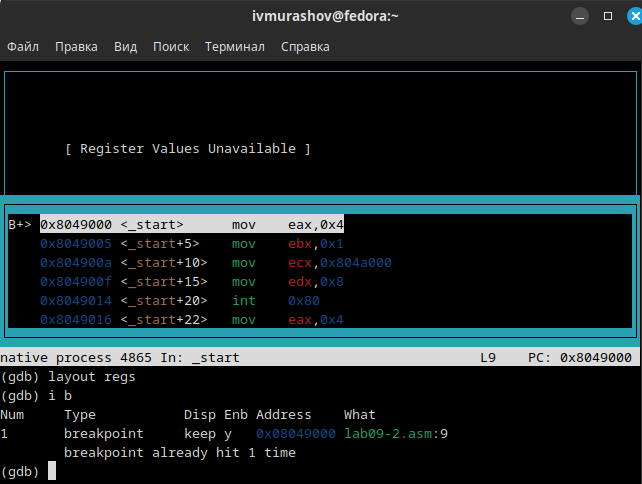 ivmurashov@fedora:~
Файл Правка Вид Поиск Терминал Справка
[ Register Values Unavailable ]
B+> 0x8049000 <_start> mov eax,0x4
0x8049005 <_start+5> mov ebx,0x1
0x804900a <_start+10> mov ecx,0x804a000
0x804900f <_start+15> mov edx,0x8
0x8049014 <_start+20> int 0x80
0x8049016 <_start+22> mov eax,0x4
native process 4865 In: _start L9 PC: 0x8049000
(gdb) layout regs
(gdb) i b
Num Type Disp Enb Address What
1 breakpoint keep y 0x08049000 lab09-2.asm:9
breakpoint already hit 1 time
(gdb)